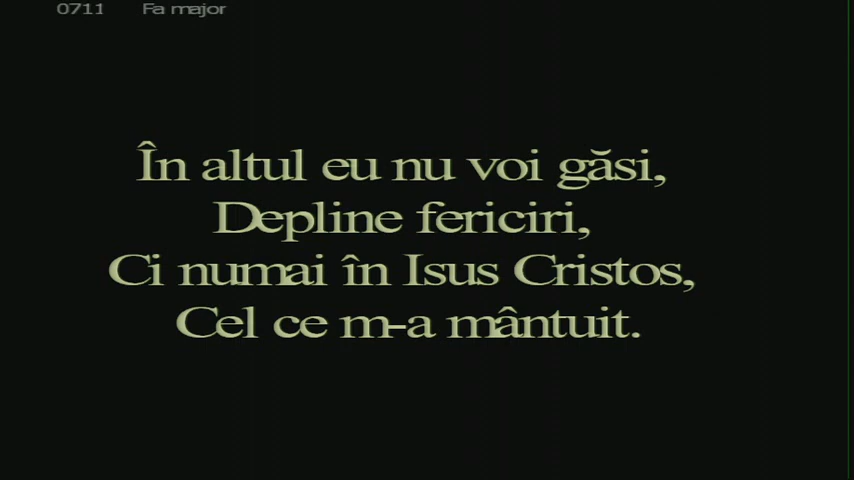 0711 Fa major
În altul eu nu voi găsi,
Depline fericiri,
Ci numai în Isus Cristos,
Cel ce m-a mântuit.